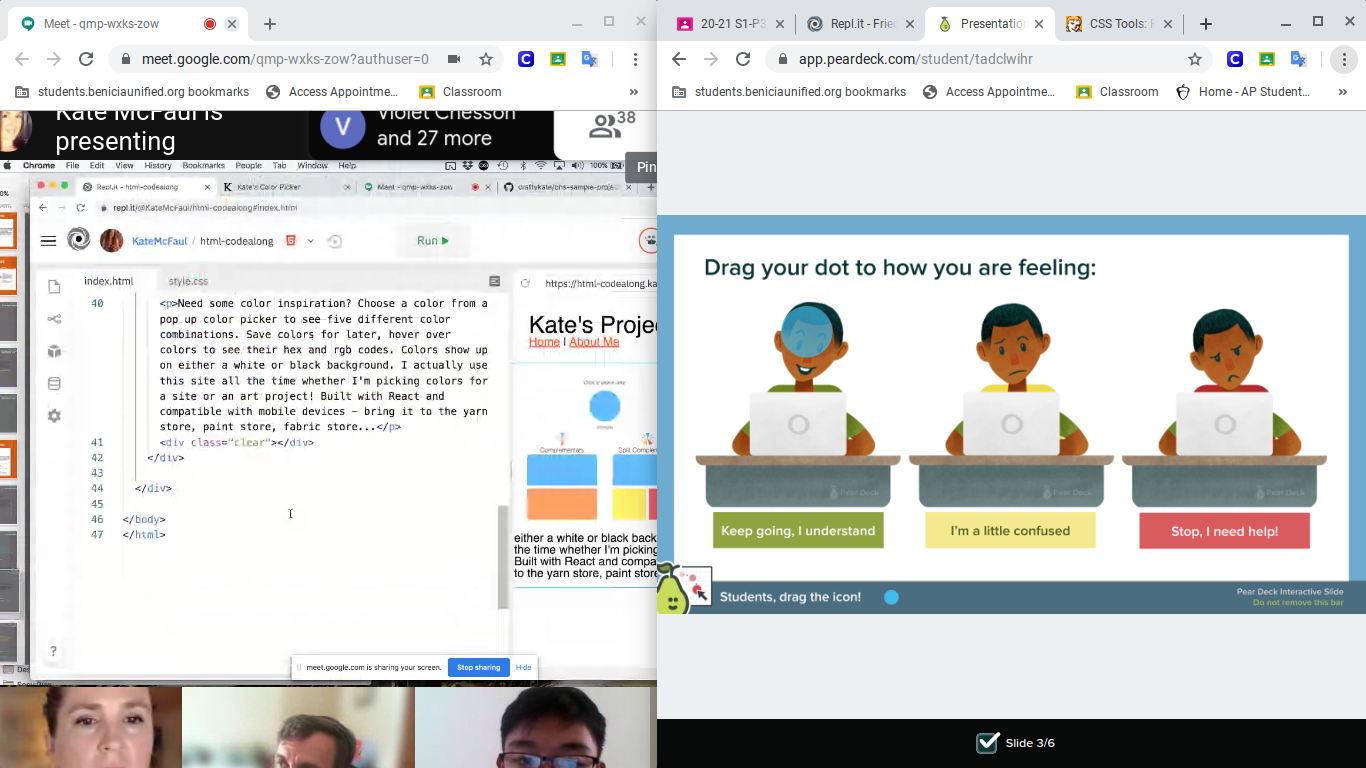 Meet - qmp-wxks-zow
meet.google.com/qmp-wxks-zow?authuser=0
students.beniciaunified.org bookmarks
Access Appointme...
Classroom
»
Kate McFaul is
presenting
V
Violet Chesson
and 27 more
38
Pin
Chrome File Edit View History Bookmarks People Tab Window Help
100%
Repl.it - html-codealong
Kate's Color Picker
Meet - qmp-wxks-zow
craftykate/bhs-sample-proje
repl.it/@KateMcFaul/html-codealong#index.html
KateMcFaul / html-codealong
Run
index.html
style.css
https://html-codealong.ka
40 <p>Need some color inspiration? Choose a color from a
pop up color picker to see five different color
combinations. Save colors for later, hover over
colors to see their hex and rgb codes. Colors show up
on either a white or black background. I actually use
this site all the time whether I'm picking colors for
a site or an art project! Built with React and
compatible with mobile devices - bring it to the yarn
store, paint store, fabric store...</p>
41 <div class="clear"></div>
42 </div>
43
44 </div>
45
46 </body>
47 </html>
?
Kate's Projec
Home | About Me
Complementary
Split Compleme
either a white or black back
the time whether I'm picking
Built with React and compa
to the yarn store, paint store
meet.google.com is sharing your screen.
Stop sharing
Hide
20-21 S1-P3
Repl.it - Frie
Presentation
CSS Tools: R
app.peardeck.com/student/tadclwihr
students.beniciaunified.org bookmarks
Access Appointme...
Classroom
Home - AP Student...
»
Drag your dot to how you are feeling:
Pear Deck
Pear Deck
Pear Deck
Keep going, I understand
I'm a little confused
Stop, I need help!
Students, drag the icon!
Pear Deck Interactive Slide
Do not remove this bar
Slide 3/6